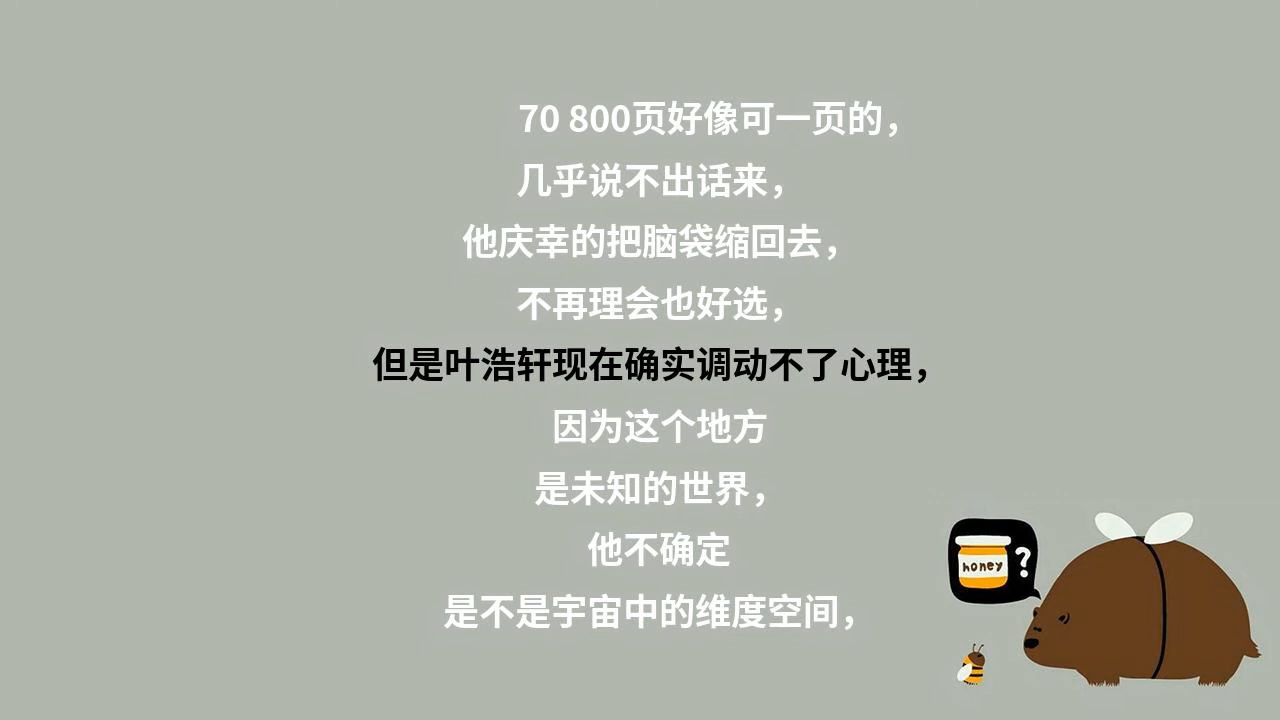 70 800页好像可一页的，
几乎说不出话来，
他庆幸的把脑袋缩回去，
不再理会也好选，
但是叶浩轩现在确实调动不了心理，
因为这个地方
是未知的世界，
他不确定
是不是宇宙中的维度空间，
honey
?